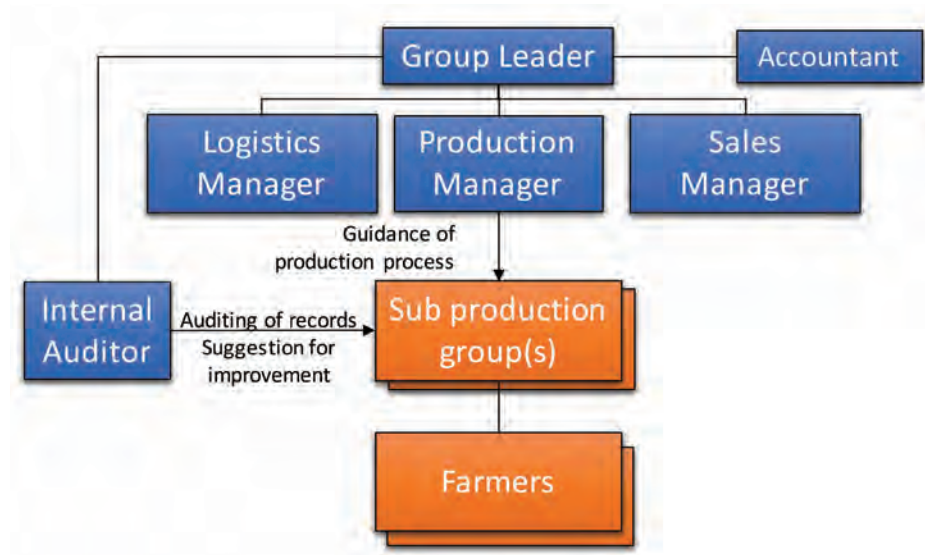 Group Leader
Accountant
Logistics
Manager
Production
Manager
Sales
Manager
Guidance of
production process
Internal
Auditor
Auditing of records
Suggestion for
improvement
Sub production
group(s)
Farmers